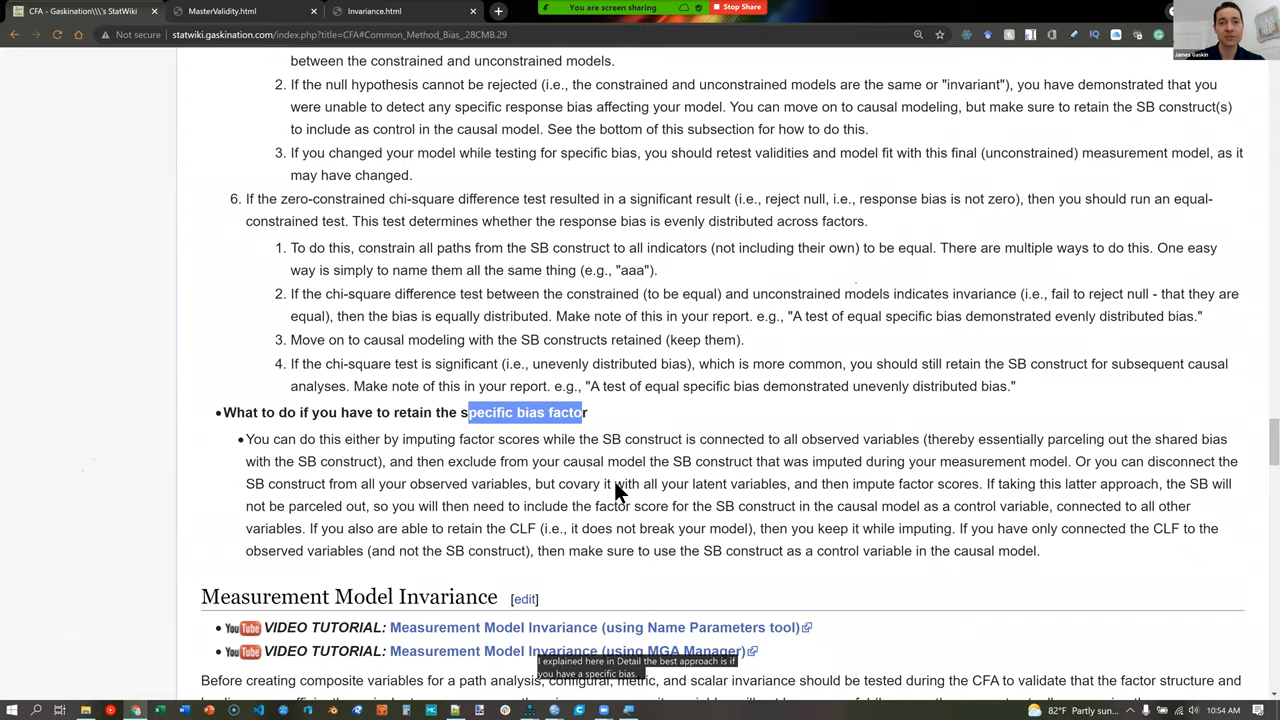 CFA - Gaskination\\\'s StatWiki
MasterValidity.html
Invariance.html
You are screen sharing
Stop Share
Not secure | statwiki.gaskination.com/index.php?title=CFA#Common_Method_Bias_.28CMB.29
James Gaskin
between the constrained and unconstrained models.
2. If the null hypothesis cannot be rejected (i.e., the constrained and unconstrained models are the same or "invariant"), you have demonstrated that you
were unable to detect any specific response bias affecting your model. You can move on to causal modeling, but make sure to retain the SB construct(s)
to include as control in the causal model. See the bottom of this subsection for how to do this.
3. If you changed your model while testing for specific bias, you should retest validities and model fit with this final (unconstrained) measurement model, as it
may have changed.
6. If the zero-constrained chi-square difference test resulted in a significant result (i.e., reject null, i.e., response bias is not zero), then you should run an equal-
constrained test. This test determines whether the response bias is evenly distributed across factors.
1. To do this, constrain all paths from the SB construct to all indicators (not including their own) to be equal. There are multiple ways to do this. One easy
way is simply to name them all the same thing (e.g., "aaa").
2. If the chi-square difference test between the constrained (to be equal) and unconstrained models indicates invariance (i.e., fail to reject null - that they are
equal), then the bias is equally distributed. Make note of this in your report. e.g., "A test of equal specific bias demonstrated evenly distributed bias."
3. Move on to causal modeling with the SB constructs retained (keep them).
4. If the chi-square test is significant (i.e., unevenly distributed bias), which is more common, you should still retain the SB construct for subsequent causal
analyses. Make note of this in your report. e.g., "A test of equal specific bias demonstrated unevenly distributed bias."
What to do if you have to retain the specific bias factor
You can do this either by imputing factor scores while the SB construct is connected to all observed variables (thereby essentially parceling out the shared bias
with the SB construct), and then exclude from your causal model the SB construct that was imputed during your measurement model. Or you can disconnect the
SB construct from all your observed variables, but covary it with all your latent variables, and then impute factor scores. If taking this latter approach, the SB will
not be parceled out, so you will then need to include the factor score for the SB construct in the causal model as a control variable, connected to all other
variables. If you also are able to retain the CLF (i.e., it does not break your model), then you keep it while imputing. If you have only connected the CLF to the
observed variables (and not the SB construct), then make sure to use the SB construct as a control variable in the causal model.
Measurement Model Invariance [edit]
YouTube VIDEO TUTORIAL: Measurement Model Invariance (using Name Parameters tool)
YouTube VIDEO TUTORIAL: Measurement Model Invariance (using MGA Manager)
I explained here in Detail the best approach is if
you have a specific bias.
Before creating composite variables for a path analysis, configural, metric, and scalar invariance should be tested during the CFA to validate that the factor structure and
82°F Partly sun...
10:54 AM